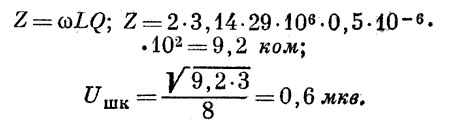 Z = ωLQ; Z = 2·3,14·29·10⁶·0,5·10⁻⁶·
·10² = 9,2 ком;
Uшк = √9,2·3 / 8 = 0,6 мкв.